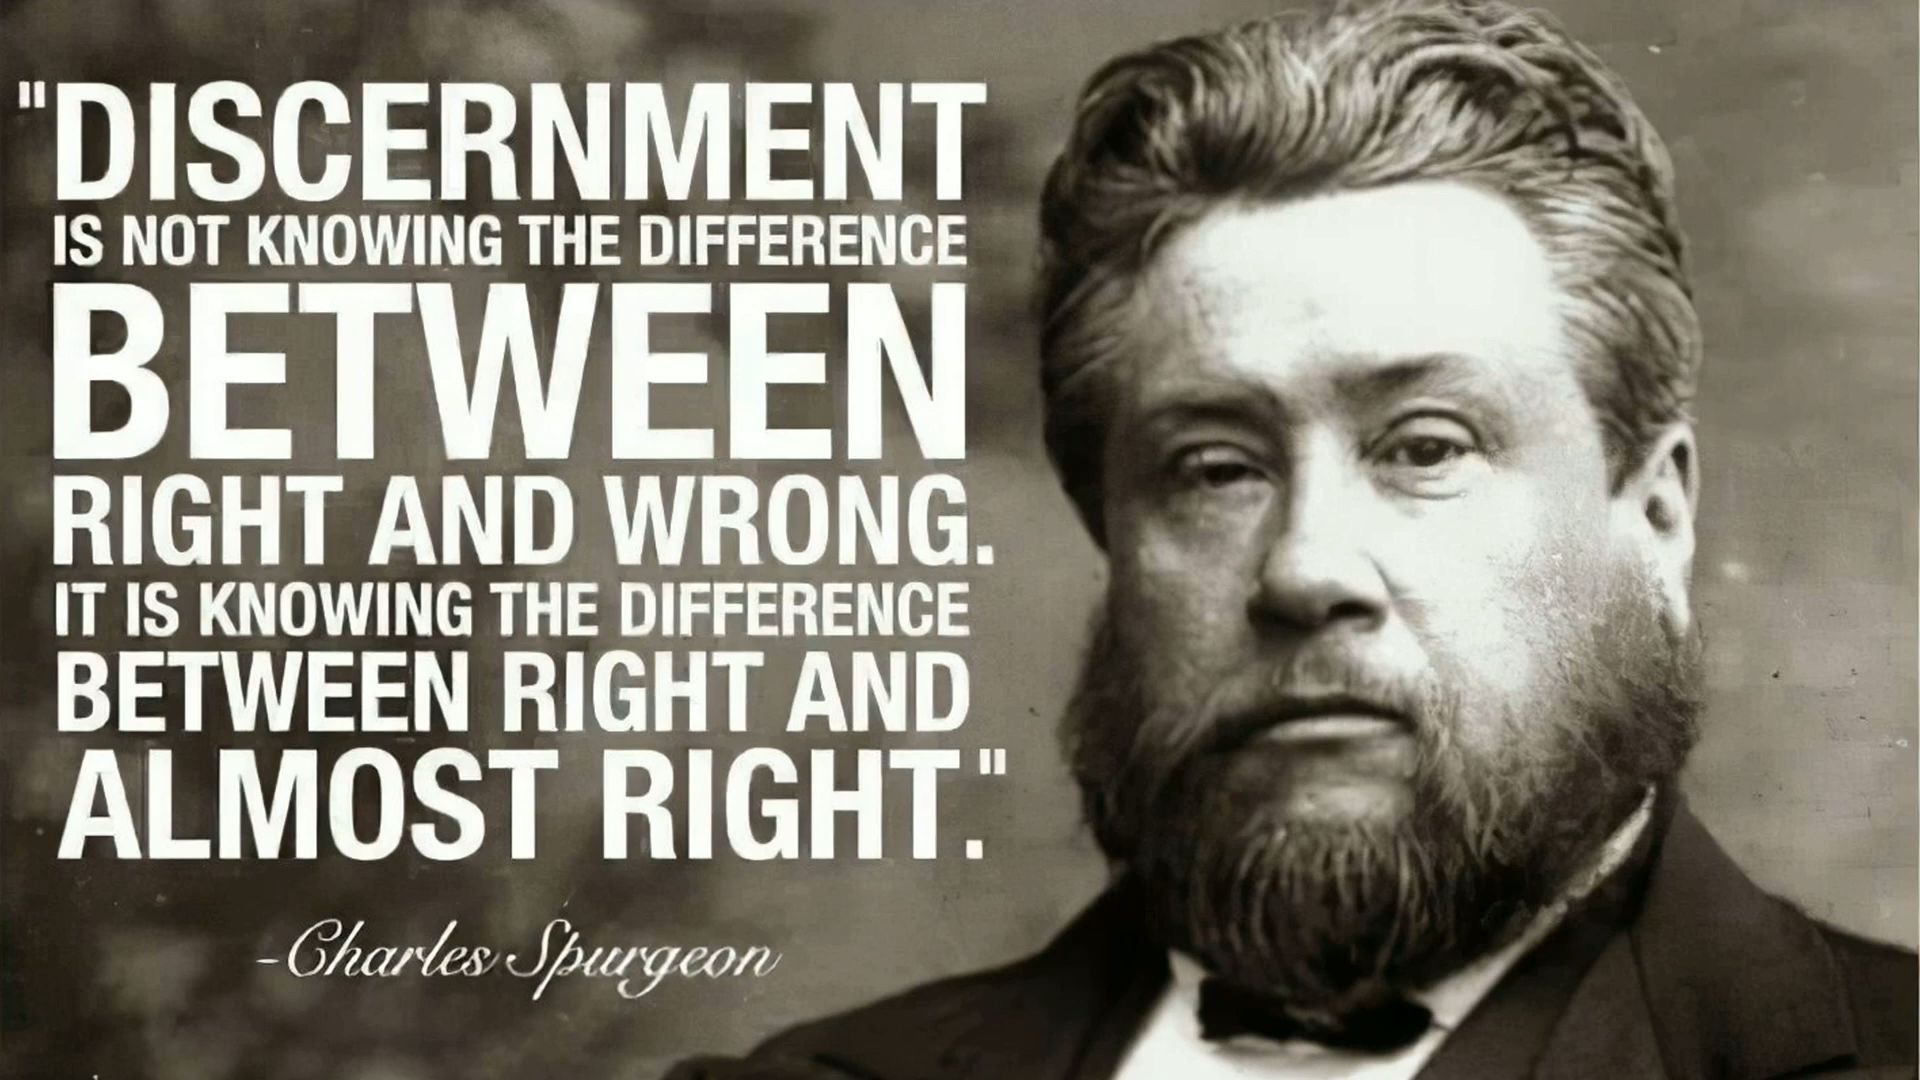 "DISCERNMENT
IS NOT KNOWING THE DIFFERENCE
BETWEEN
RIGHT AND WRONG.
IT IS KNOWING THE DIFFERENCE
BETWEEN RIGHT AND
ALMOST RIGHT."
-Charles Spurgeon